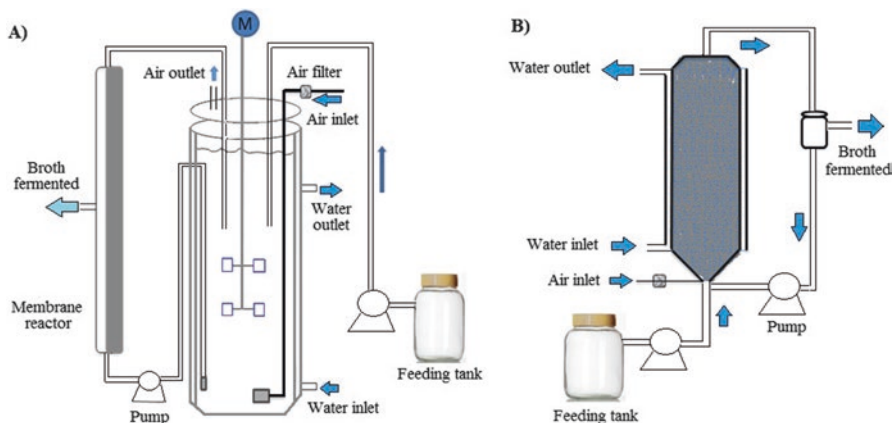 A)
M
Air outlet
Air filter
Air inlet
Broth
fermented
Water
outlet
Membrane
reactor
Pump
Water inlet
Feeding tank
B)
Water outlet
Broth
fermented
Water inlet
Air inlet
Pump
Feeding tank